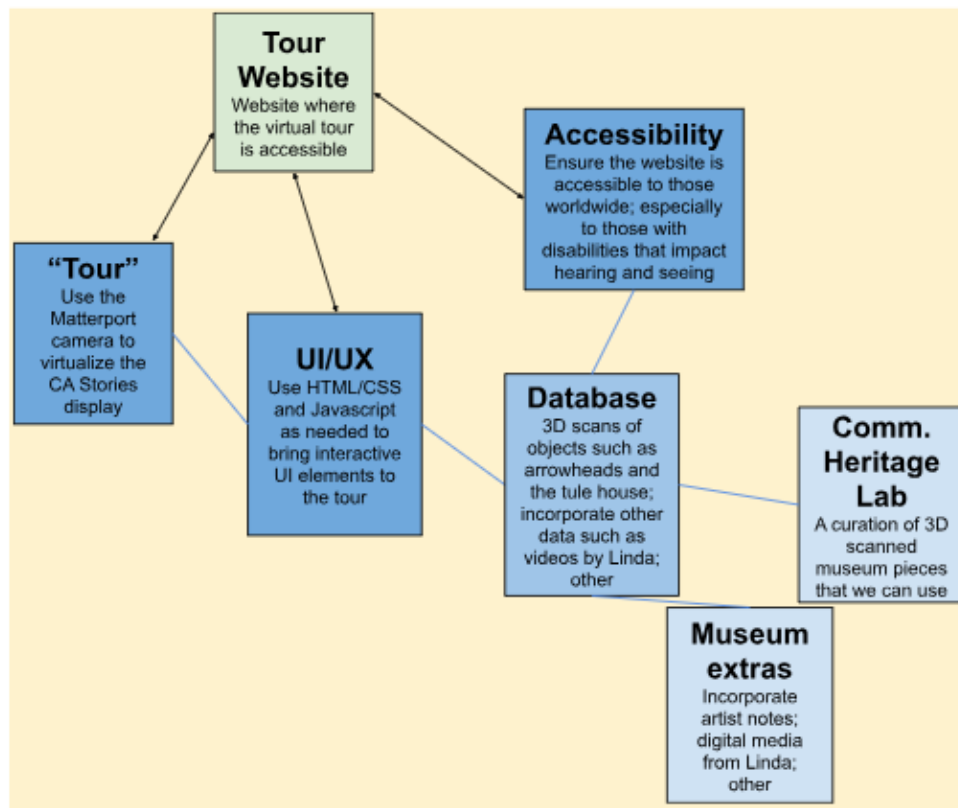 Tour
Website
Website where
the virtual tour
is accessible
Accessibility
Ensure the website is
accessible to those
worldwide; especially
to those with
disabilities that impact
hearing and seeing
“Tour”
Use the
Matterport
camera to
virtualize the
CA Stories
display
UI/UX
Use HTML/CSS
and Javascript
as needed to
bring interactive
UI elements to
the tour
Database
3D scans of
objects such as
arrowheads and
the tule house;
incorporate other
data such as
videos by Linda;
other
Comm.
Heritage
Lab
A curation of 3D
scanned
museum pieces
that we can use
Museum
extras
Incorporate
artist notes;
digital media
from Linda;
other